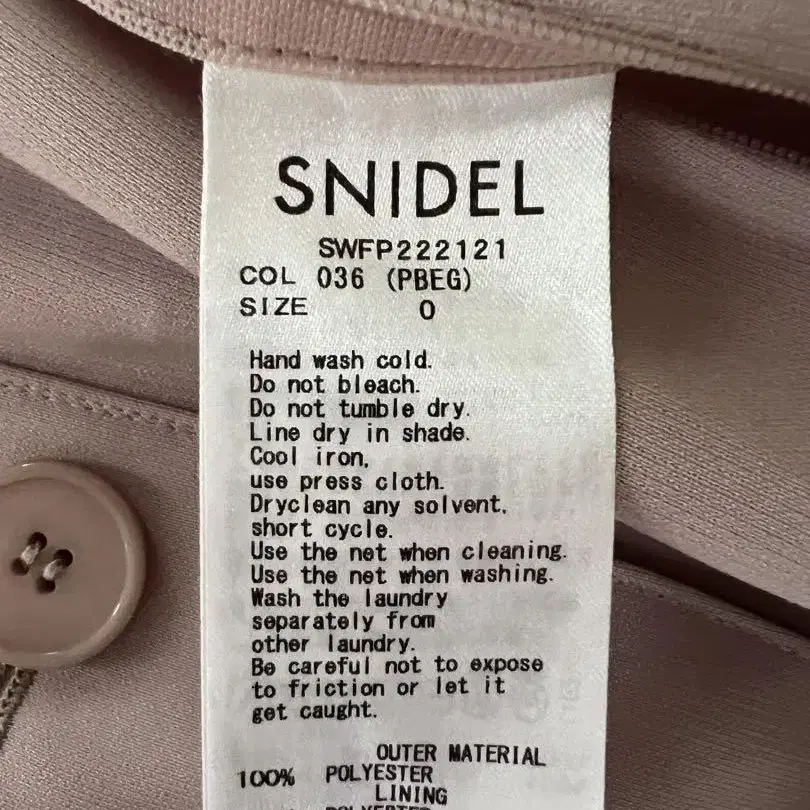 SNIDEL
SWFP222121
COL 036 (PBEG)
SIZE 0
Hand wash cold.
Do not bleach.
Do not tumble dry.
Line dry in shade.
Cool iron,
use press cloth.
Dryclean any solvent,
short cycle.
Use the net when cleaning.
Use the net when washing.
Wash the laundry
separately from
other laundry.
Be careful not to expose
to friction or let it
get caught.
OUTER MATERIAL
100% POLYESTER
LINING